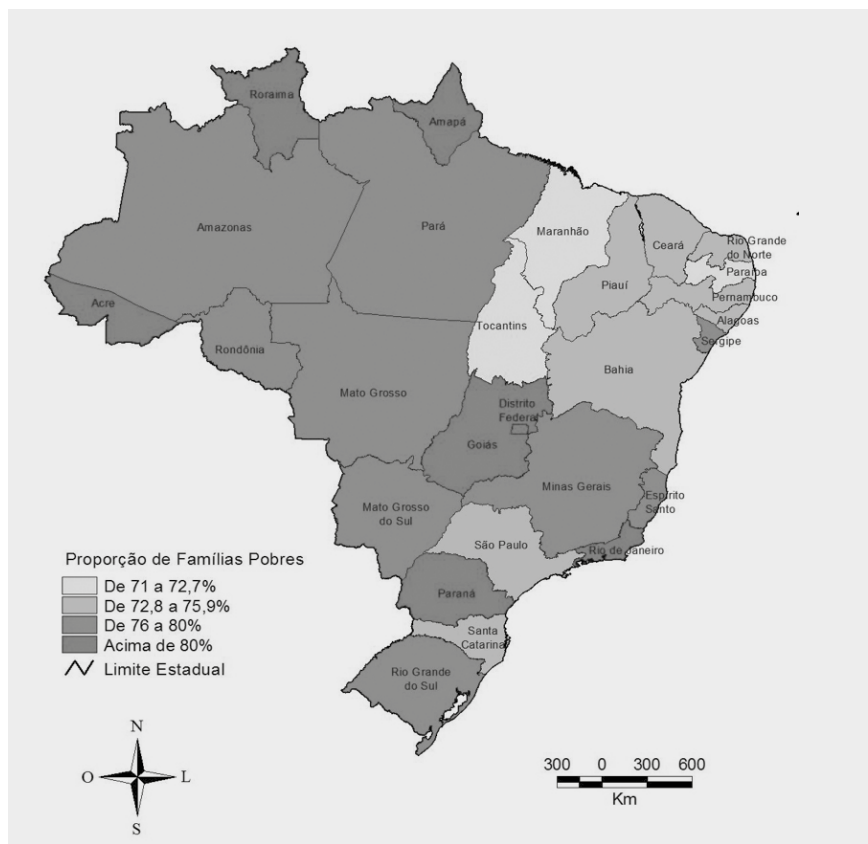 Roraima
Amapá
Amazonas
Pará
Maranhão
Ceará
Rio Grande
do Norte
Paraíba
Piauí
Pernambuco
Acre
Tocantins
Alagoas
Sergipe
Rondônia
Bahia
Mato Grosso
Distrito
Federal
Goiás
Minas Gerais
Espírito
Santo
Mato Grosso
do Sul
São Paulo
Rio de Janeiro
Paraná
Santa
Catarina
Rio Grande
do Sul
Proporção de Famílias Pobres
De 71 a 72,7%
De 72,8 a 75,9%
De 76 a 80%
Acima de 80%
Limite Estadual
N
O
L
S
300 0 300 600
Km